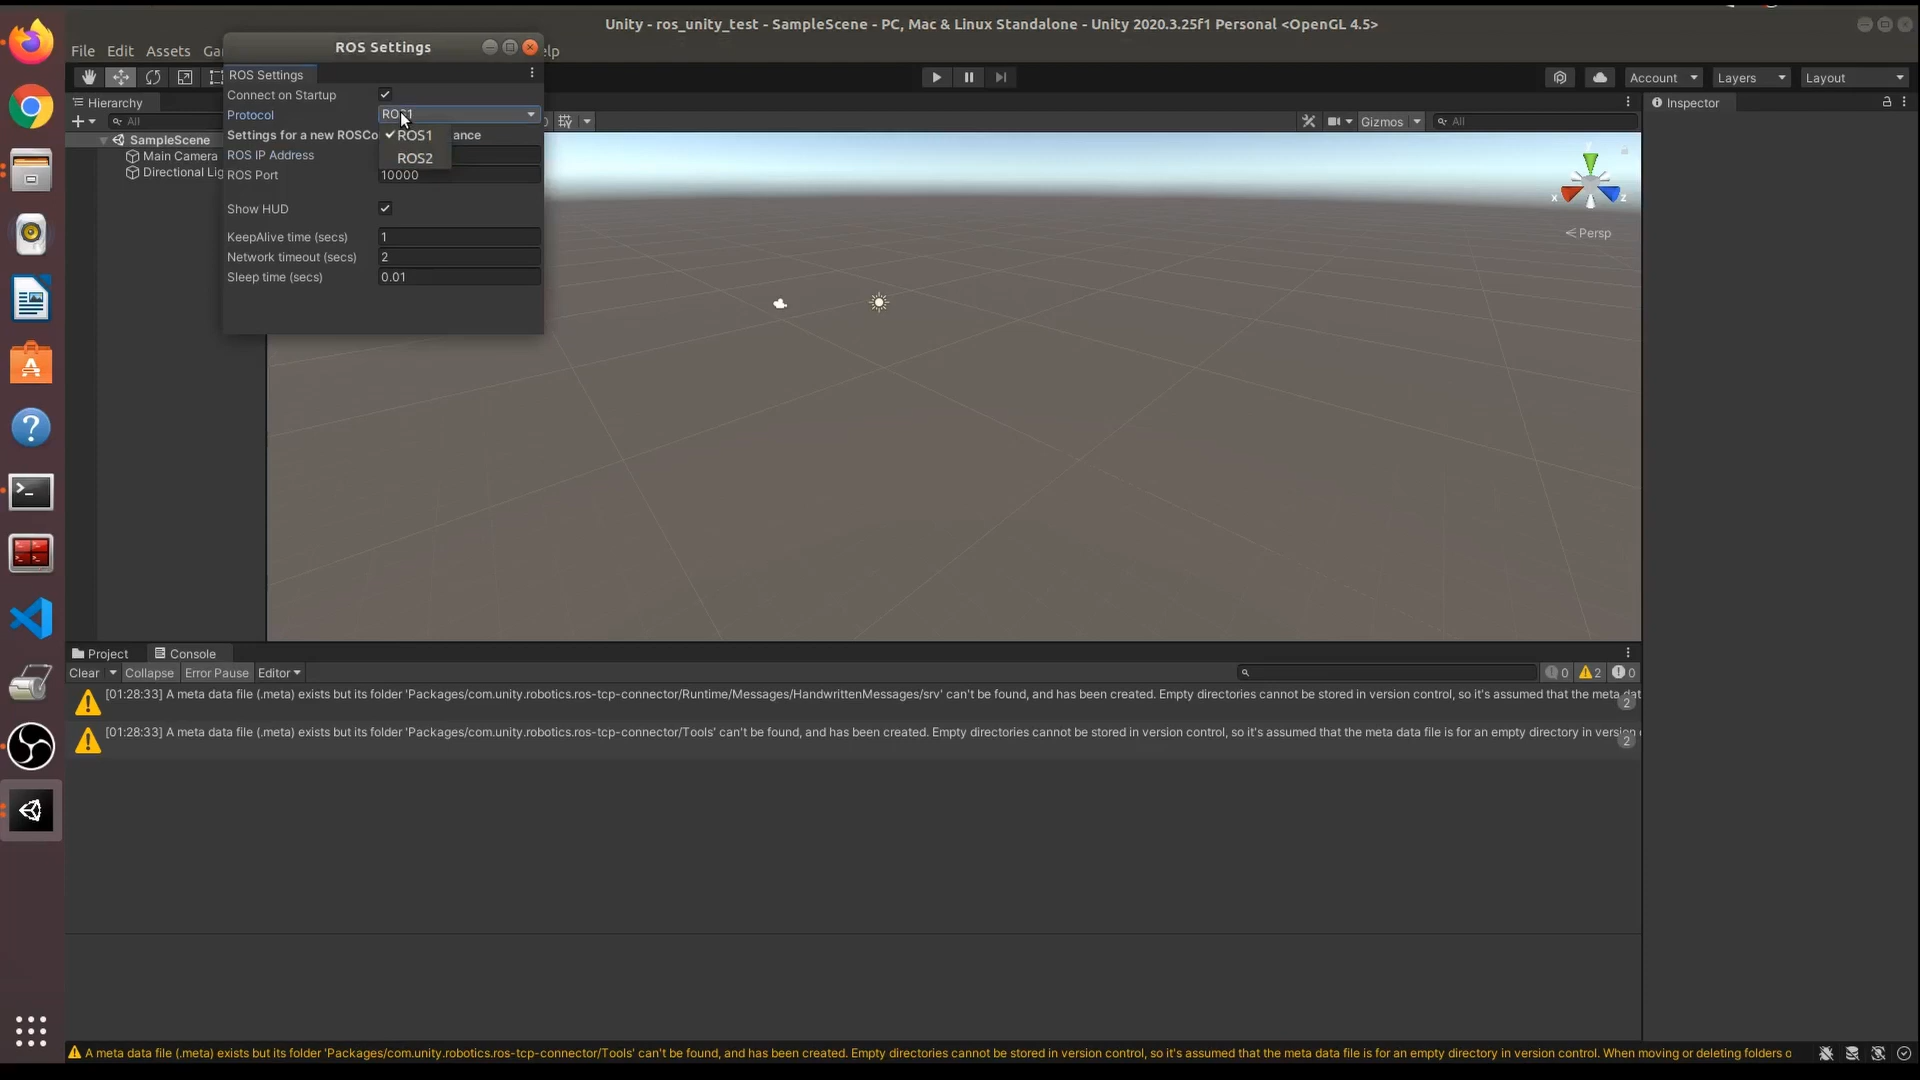 Unity - ros_unity_test - SampleScene - PC, Mac & Linux Standalone - Unity 2020.3.25f1 Personal <OpenGL 4.5>
File Edit Assets
ROS Settings
ROS Settings
Connect on Startup
Protocol
ROS1
ROS2
Settings for a new ROSCo
ROS IP Address
ROS Port 10000
Show HUD
KeepAlive time (secs) 1
Network timeout (secs) 2
Sleep time (secs) 0.01
Account Layers Layout
Hierarchy
All
SampleScene
Main Camera
Directional Lig
Gizmos All
Inspector
y
x z
Persp
Project Console
Clear Collapse Error Pause Editor
0 2 0
[01:28:33] A meta data file (.meta) exists but its folder 'Packages/com.unity.robotics.ros-tcp-connector/Runtime/Messages/HandwrittenMessages/srv' can't be found, and has been created. Empty directories cannot be stored in version control, so it's assumed that the meta dat
2
[01:28:33] A meta data file (.meta) exists but its folder 'Packages/com.unity.robotics.ros-tcp-connector/Tools' can't be found, and has been created. Empty directories cannot be stored in version control, so it's assumed that the meta data file is for an empty directory in version
2
A meta data file (.meta) exists but its folder 'Packages/com.unity.robotics.ros-tcp-connector/Tools' can't be found, and has been created. Empty directories cannot be stored in version control, so it's assumed that the meta data file is for an empty directory in version control. When moving or deleting folders o